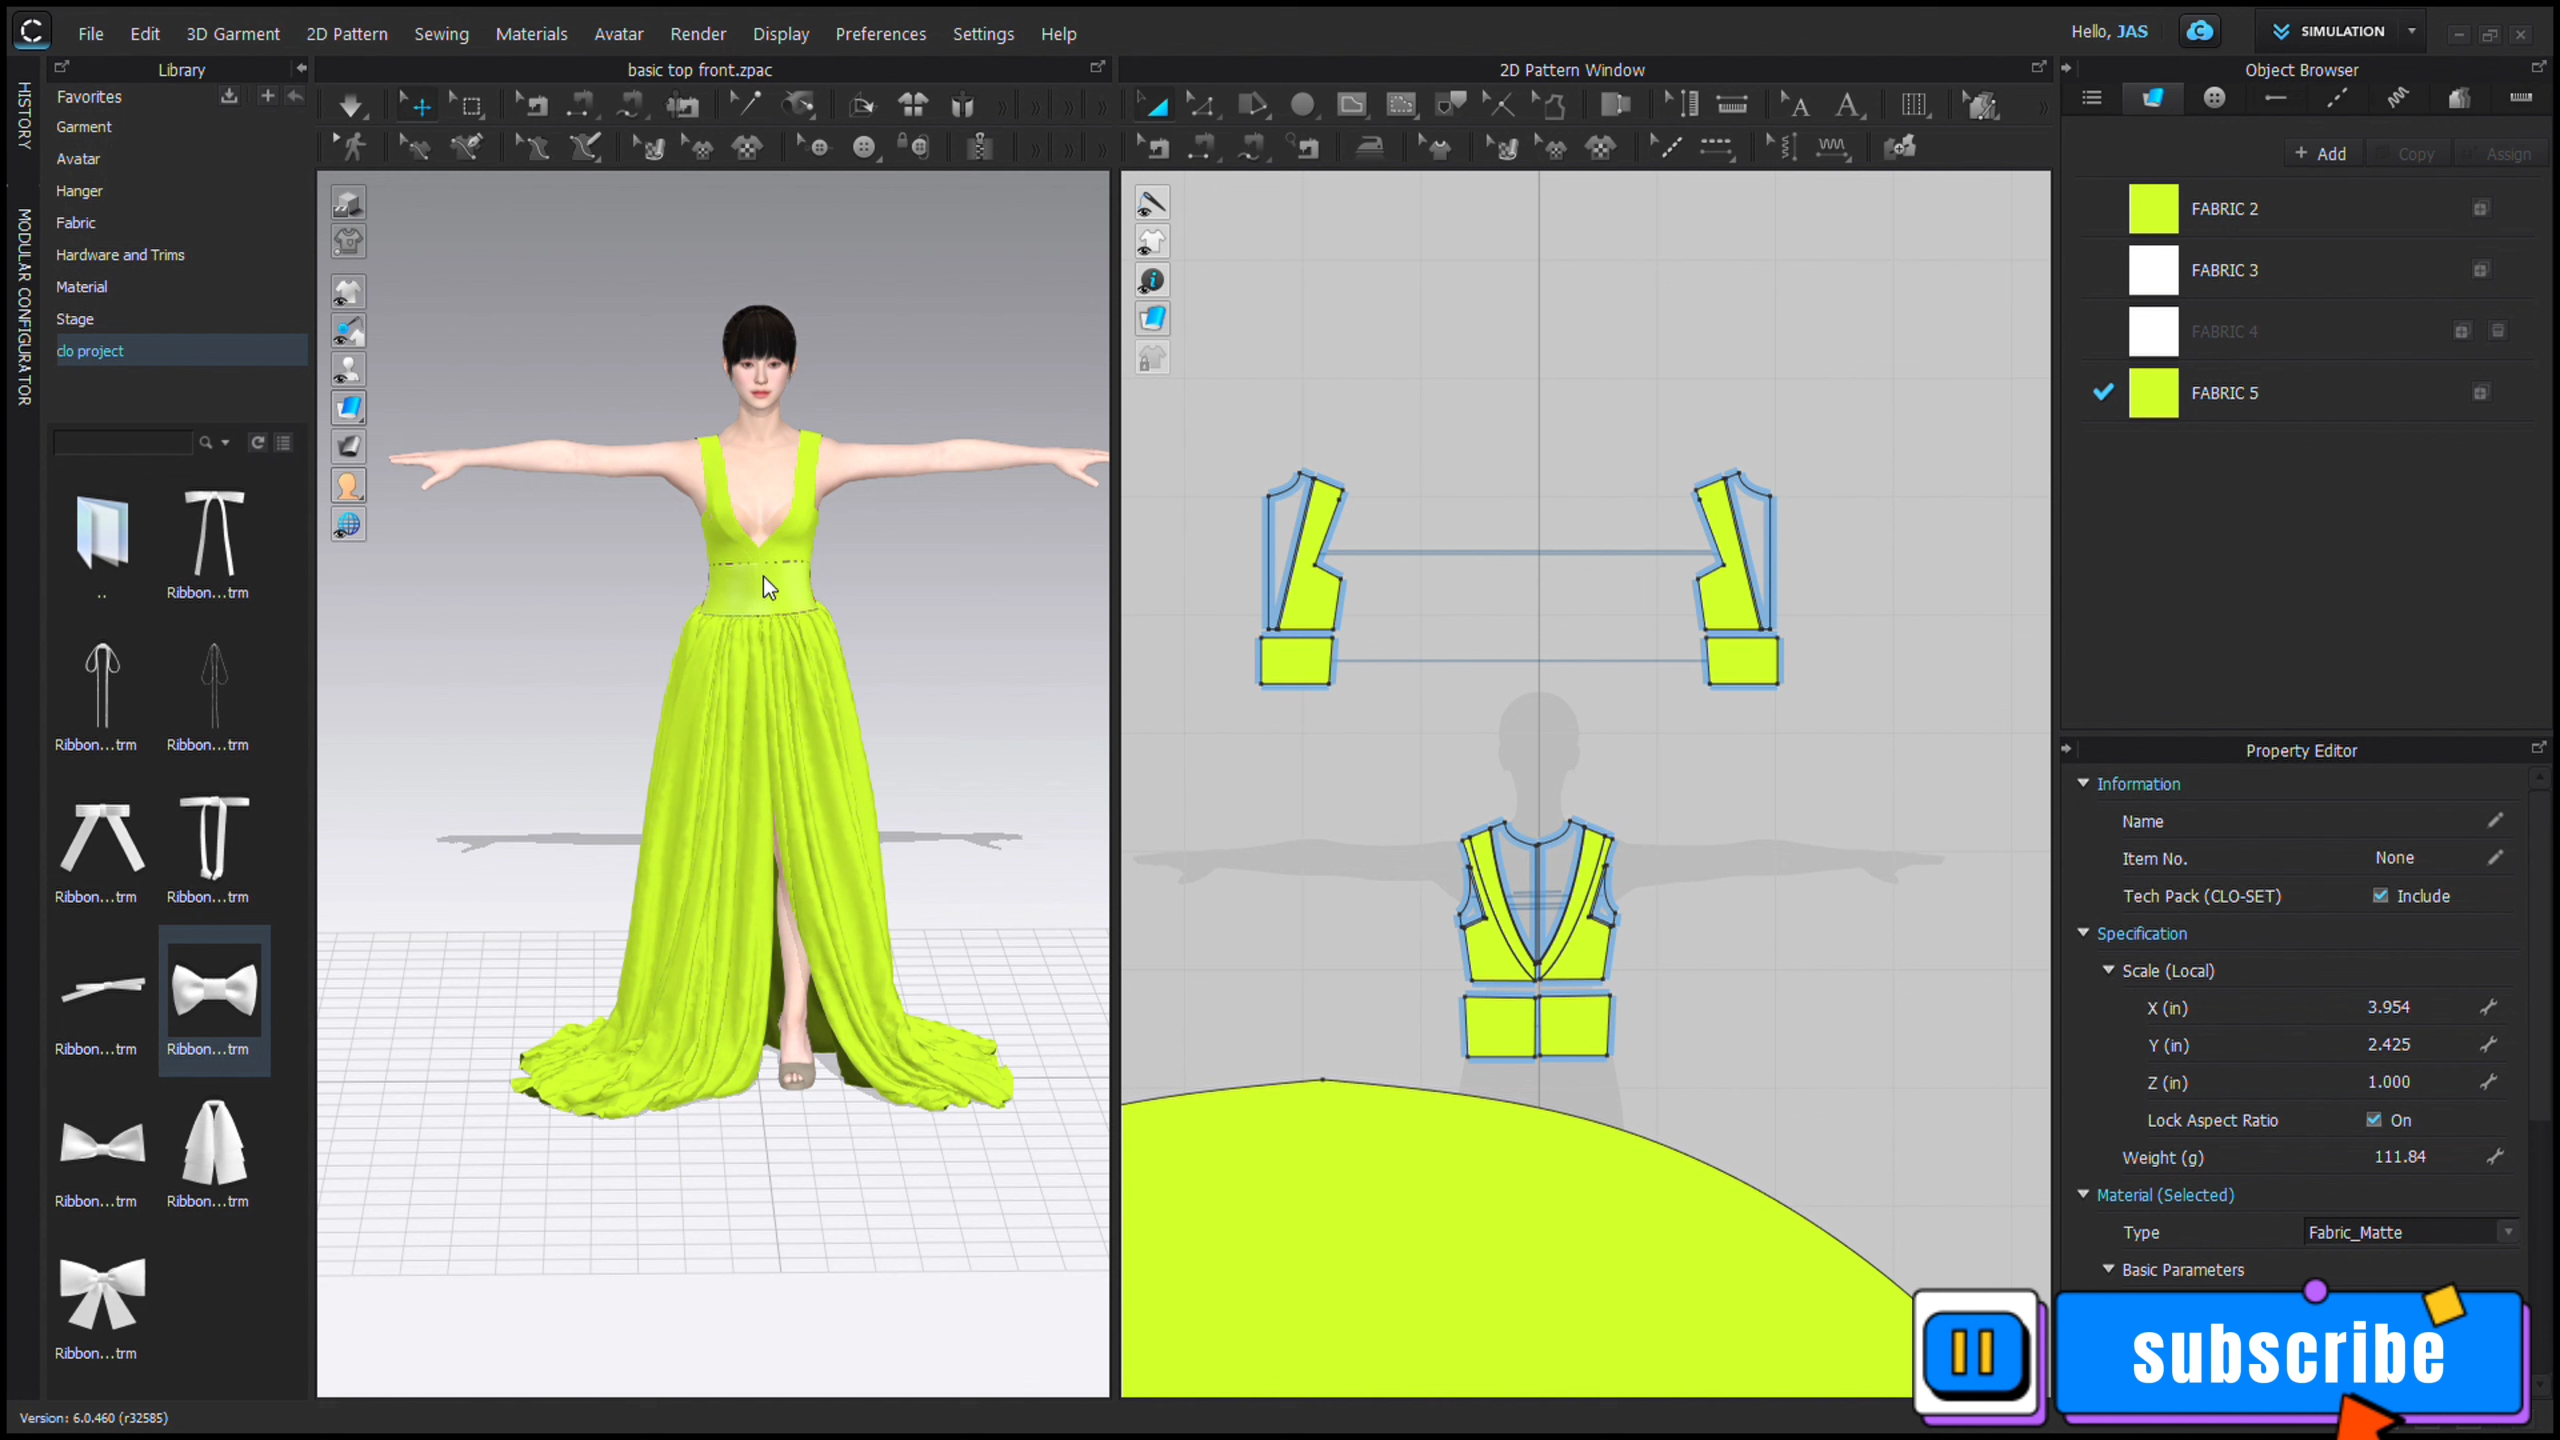 File Edit 3D Garment 2D Pattern Sewing Materials Avatar Render Display Preferences Settings Help
Hello, JAS
SIMULATION
HISTORY
MODULAR CONFIGURATOR
Library
Favorites
Garment
Avatar
Hanger
Fabric
Hardware and Trims
Material
Stage
clo project
..
Ribbon...trm
Ribbon...trm
Ribbon...trm
Ribbon...trm
Ribbon...trm
Ribbon...trm
Ribbon...trm
Ribbon...trm
Ribbon...trm
Ribbon...trm
Version: 6.0.460 (r32585)
basic top front.zpac
2D Pattern Window
Object Browser
+ Add Copy Assign
FABRIC 2
FABRIC 3
FABRIC 4
FABRIC 5
Property Editor
Information
Name
Item No. None
Tech Pack (CLO-SET) Include
Specification
Scale (Local)
X (in) 3.954
Y (in) 2.425
Z (in) 1.000
Lock Aspect Ratio On
Weight (g) 111.84
Material (Selected)
Type Fabric_Matte
Basic Parameters
subscribe